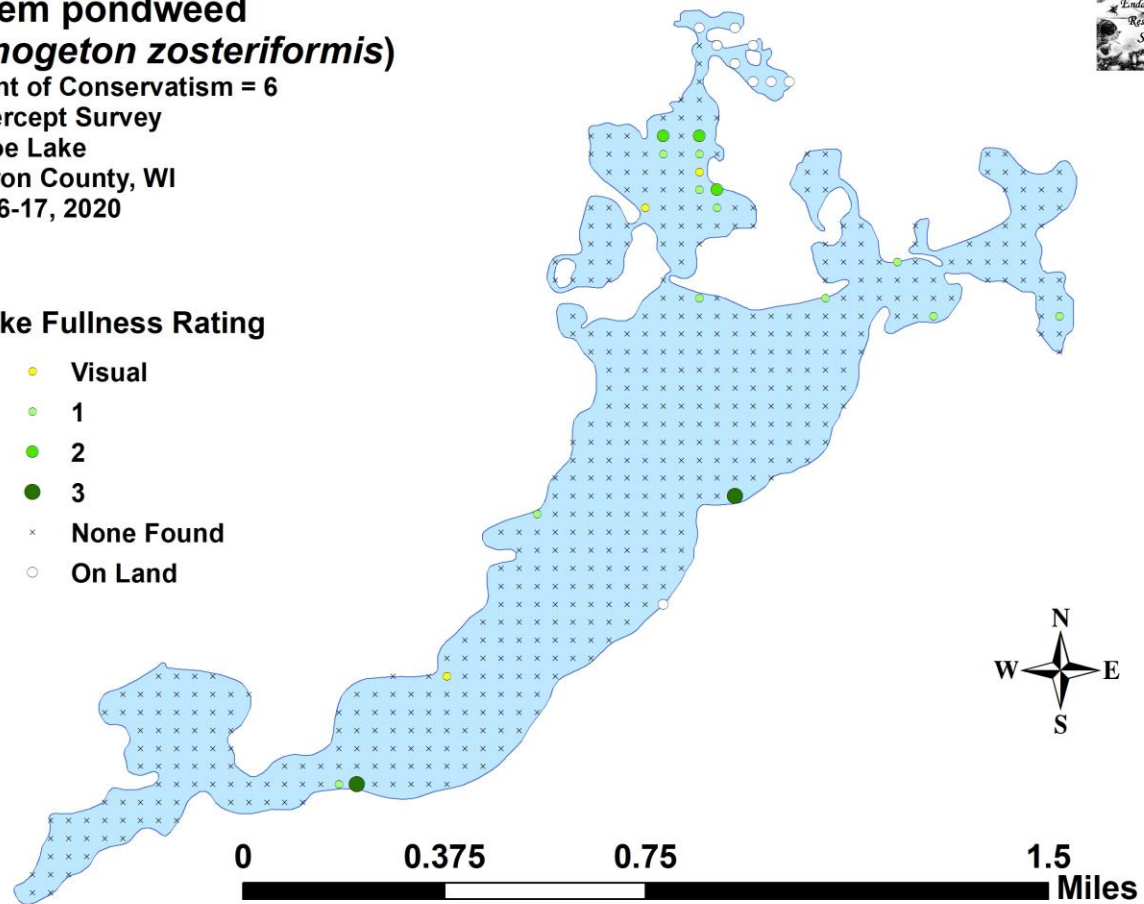 em pondweed
nogeton zosteriformis)
nt of Conservatism = 6
ercept Survey
e Lake
on County, WI
6-17, 2020
ke Fullness Rating
Visual
1
2
3
None Found
On Land
N
W E
S
0 0.375 0.75 1.5
Miles